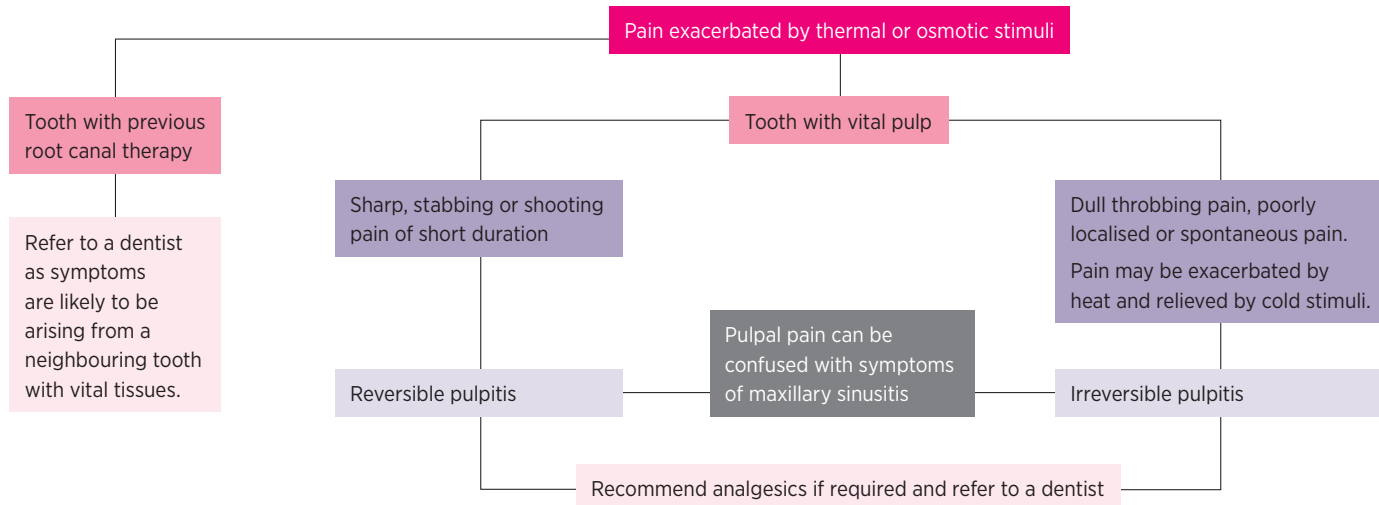 Pain exacerbated by thermal or osmotic stimuli
Tooth with previous
root canal therapy
Tooth with vital pulp
Refer to a dentist
as symptoms
are likely to be
arising from a
neighbouring tooth
with vital tissues.
Sharp, stabbing or shooting
pain of short duration
Dull throbbing pain, poorly
localised or spontaneous pain.
Pain may be exacerbated by
heat and relieved by cold stimuli.
Pulpal pain can be
confused with symptoms
of maxillary sinusitis
Reversible pulpitis
Irreversible pulpitis
Recommend analgesics if required and refer to a dentist